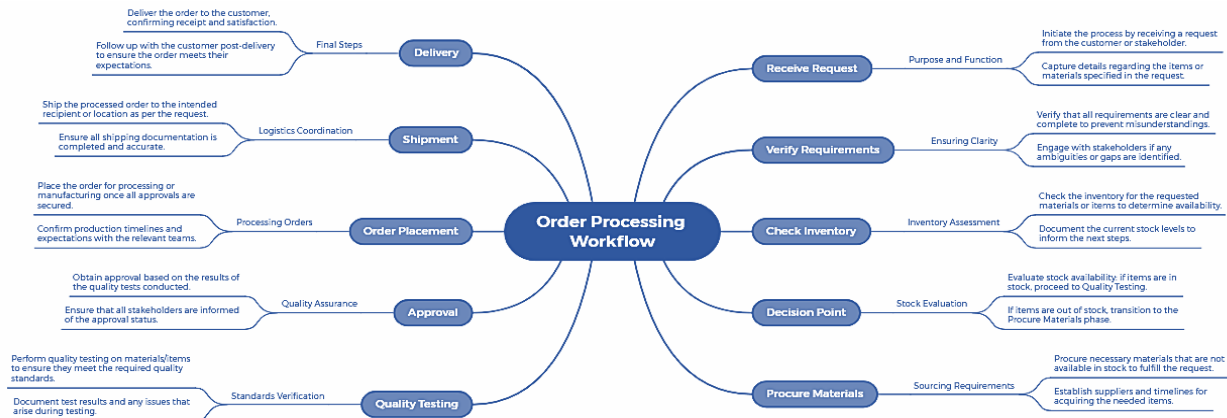 Order Processing
Workflow
Receive Request
Purpose and Function
Initiate the process by receiving a request
from the customer or stakeholder.
Capture details regarding the items or
materials specified in the request.
Verify Requirements
Ensuring Clarity
Verify that all requirements are clear and
complete to prevent misunderstandings.
Engage with stakeholders if any
ambiguities or gaps are identified.
Check Inventory
Inventory Assessment
Check the inventory for the requested
materials or items to determine availability.
Document the current stock levels to
inform the next steps.
Decision Point
Stock Evaluation
Evaluate stock availability: if items are in
stock, proceed to Quality Testing.
If items are out of stock, transition to the
Procure Materials phase.
Procure Materials
Sourcing Requirements
Procure necessary materials that are not
available in stock to fulfill the request.
Establish suppliers and timelines for
acquiring the needed items.
Delivery
Final Steps
Deliver the order to the customer,
confirming receipt and satisfaction.
Follow up with the customer post-delivery
to ensure the order meets their
expectations.
Shipment
Logistics Coordination
Ship the processed order to the intended
recipient or location as per the request.
Ensure all shipping documentation is
completed and accurate.
Order Placement
Processing Orders
Place the order for processing or
manufacturing once all approvals are
secured.
Confirm production timelines and
expectations with the relevant teams.
Approval
Quality Assurance
Obtain approval based on the results of
the quality tests conducted.
Ensure that all stakeholders are informed
of the approval status.
Quality Testing
Standards Verification
Perform quality testing on materials/items
to ensure they meet the required quality
standards.
Document test results and any issues that
arise during testing.